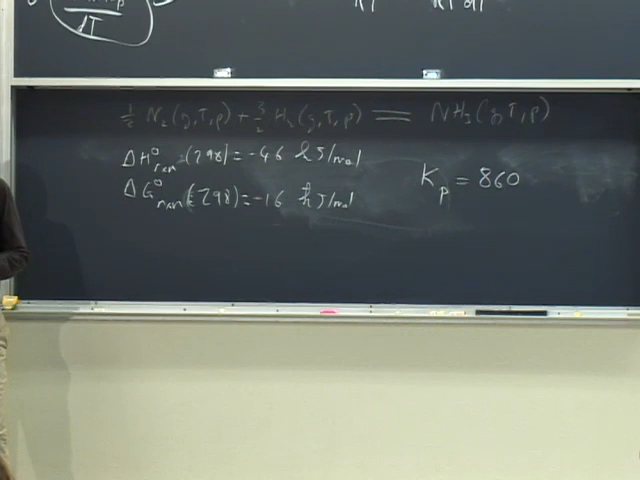 dT
½ N₂(g,T,p) + 3/2 H₂(g,T,p) = NH₃(g,T,p)
ΔH°rxn(298) = -46 kJ/mol
ΔG°rxn(298) = -16 kJ/mol
Kp = 860